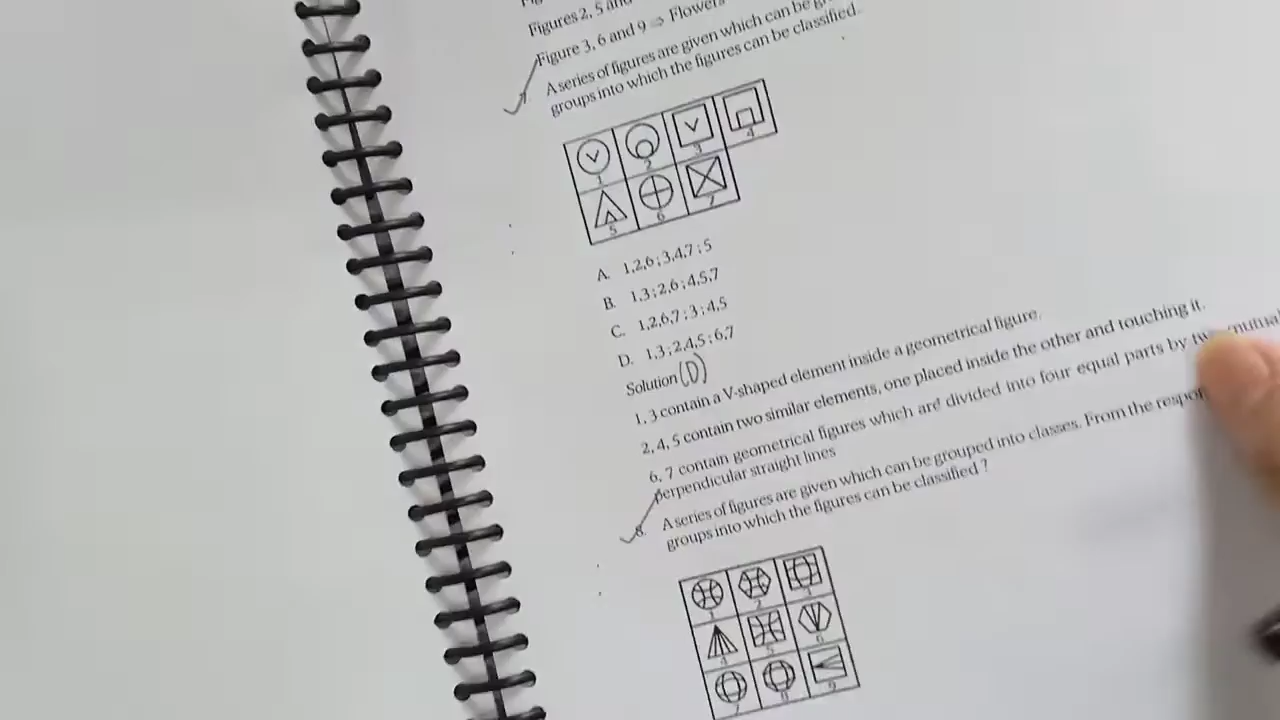 Figures 2, 5 and
Figure 3, 6 and 9 ⇒ Flowers
7. A series of figures are given which can be
groups into which the figures can be classified.
1 2 3 4
5 6 7
A. 1,2,6 ; 3,4,7 ; 5
B. 1,3 ; 2,6 ; 4,5,7
C. 1,2,6,7 ; 3 ; 4,5
D. 1,3 ; 2,4,5 ; 6,7
Solution (D)
1, 3 contain a V-shaped element inside a geometrical figure.
2, 4, 5 contain two similar elements, one placed inside the other and touching it.
6, 7 contain geometrical figures which are divided into four equal parts by
perpendicular straight lines
8. A series of figures are given which can be grouped into classes. From the
groups into which the figures can be classified ?
1 2 3
4 5 6
7 8 9